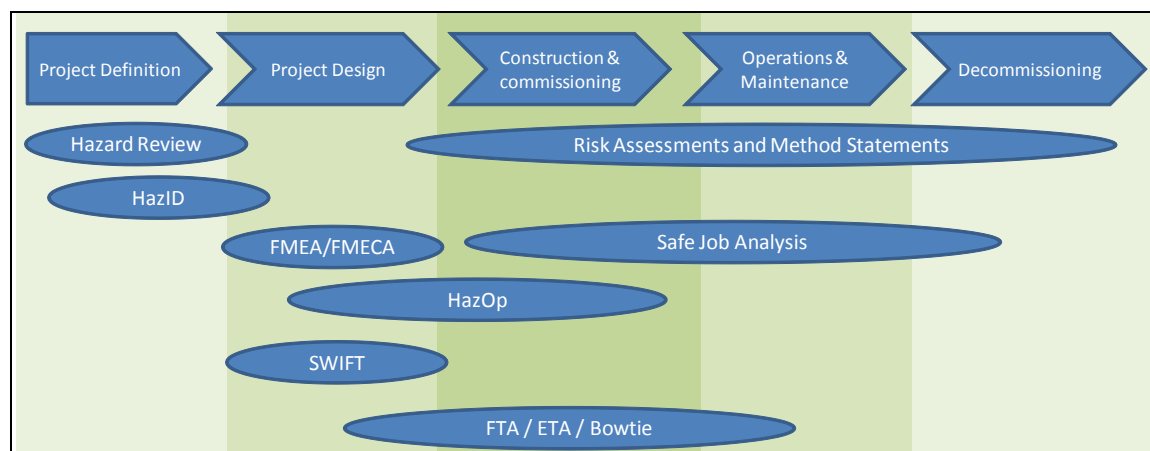 Project Definition
Project Design
Construction &
commissioning
Operations &
Maintenance
Decommissioning
Hazard Review
Risk Assessments and Method Statements
HazID
FMEA/FMECA
Safe Job Analysis
HazOp
SWIFT
FTA / ETA / Bowtie